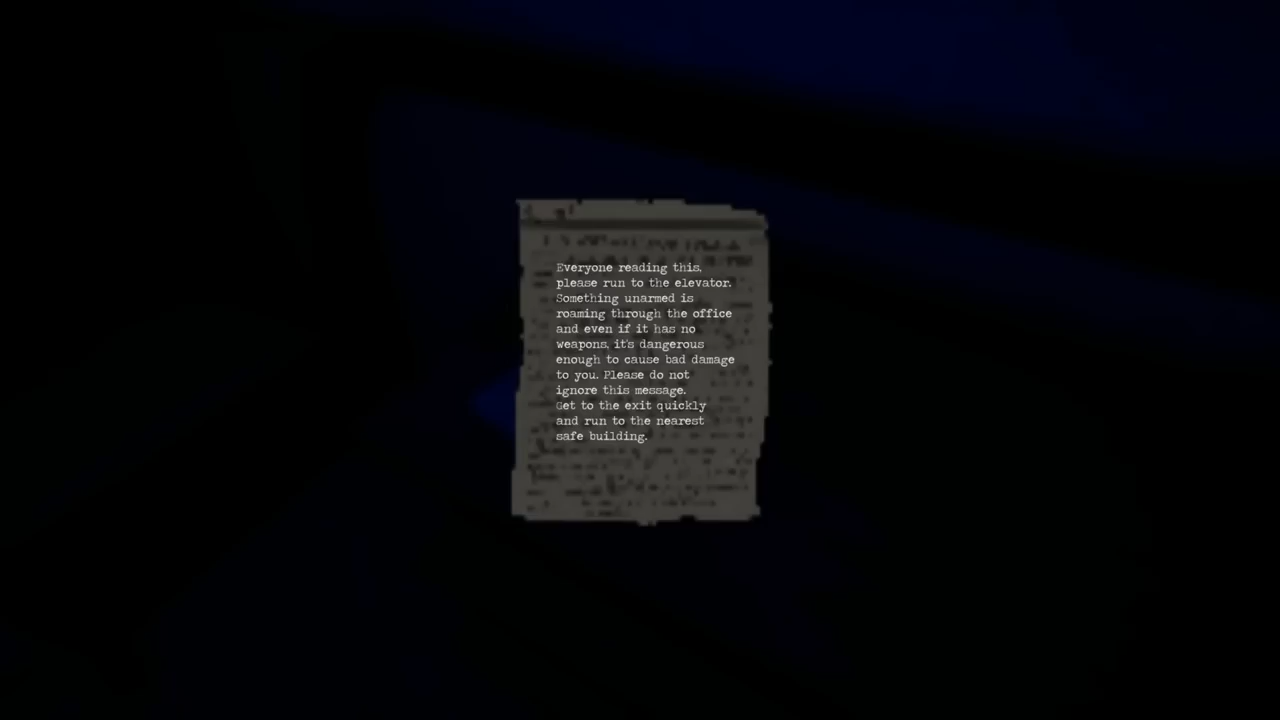 Everyone reading this,
please run to the elevator.
Something unarmed is
roaming through the office
and even if it has no
weapons, it's dangerous
enough to cause bad damage
to you. Please do not
ignore this message.
Get to the exit quickly
and run to the nearest
safe building.